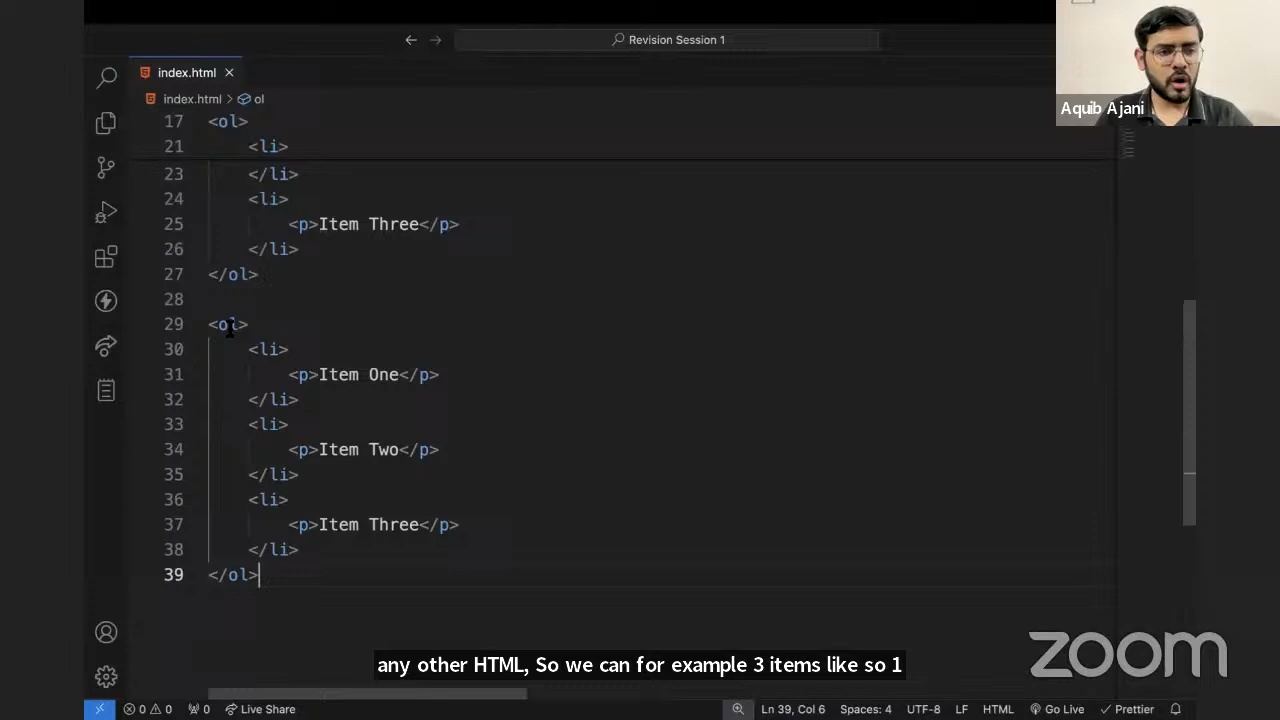 Revision Session 1
Aquib Ajani
index.html
index.html > ol
17 <ol>
21 <li>
23 </li>
24 <li>
25 <p>Item Three</p>
26 </li>
27 </ol>
28
29 <ol>
30 <li>
31 <p>Item One</p>
32 </li>
33 <li>
34 <p>Item Two</p>
35 </li>
36 <li>
37 <p>Item Three</p>
38 </li>
39 </ol>
zoom
any other HTML, So we can for example 3 items like so 1
0 0 0 Live Share Ln 39, Col 6 Spaces: 4 UTF-8 LF HTML Go Live Prettier